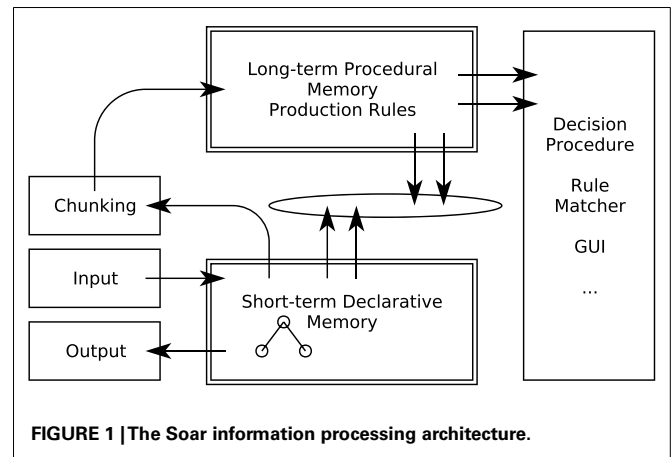 Long-term Procedural
Memory
Production Rules
Decision
Procedure
Rule
Matcher
GUI
...
Chunking
Input
Output
Short-term Declarative
Memory
FIGURE 1 | The Soar information processing architecture.